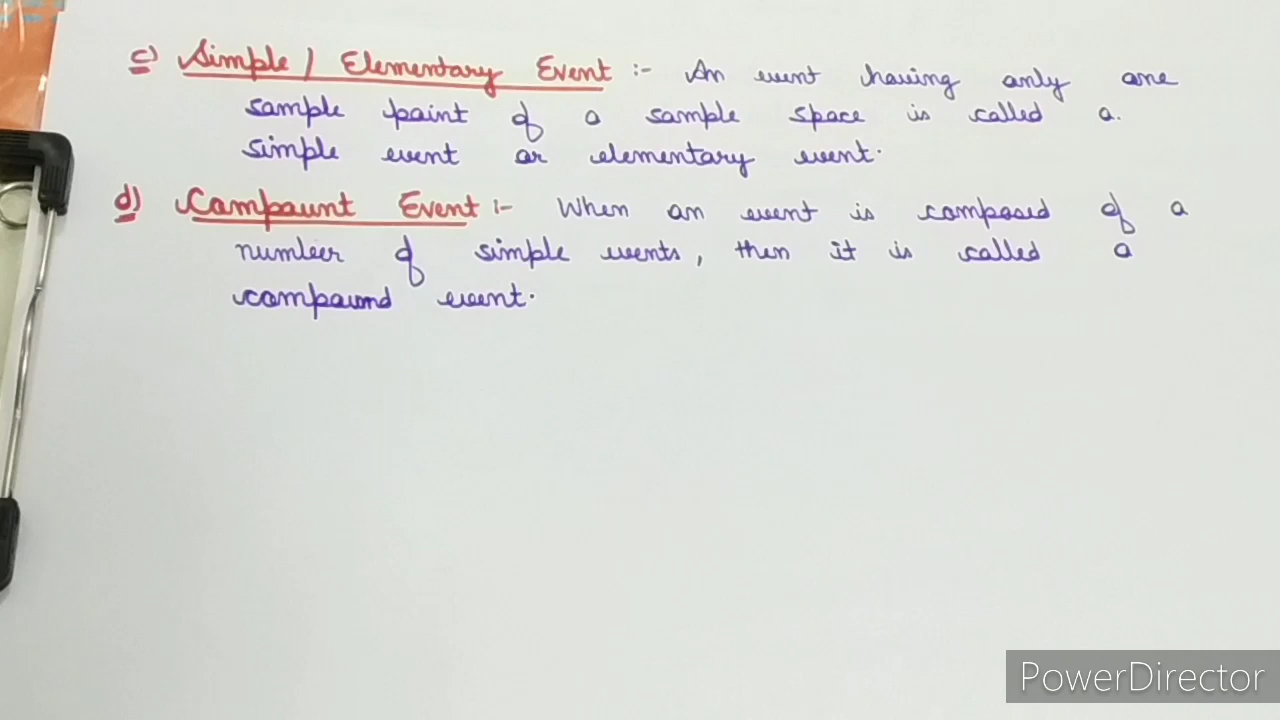 c) Simple / Elementary Event :- An event having only one
sample point of a sample space is called a.
simple event or elementary event.
d) Compaunt Event :- When an event is composed of a
number of simple events, then it is called a
compound event.
PowerDirector